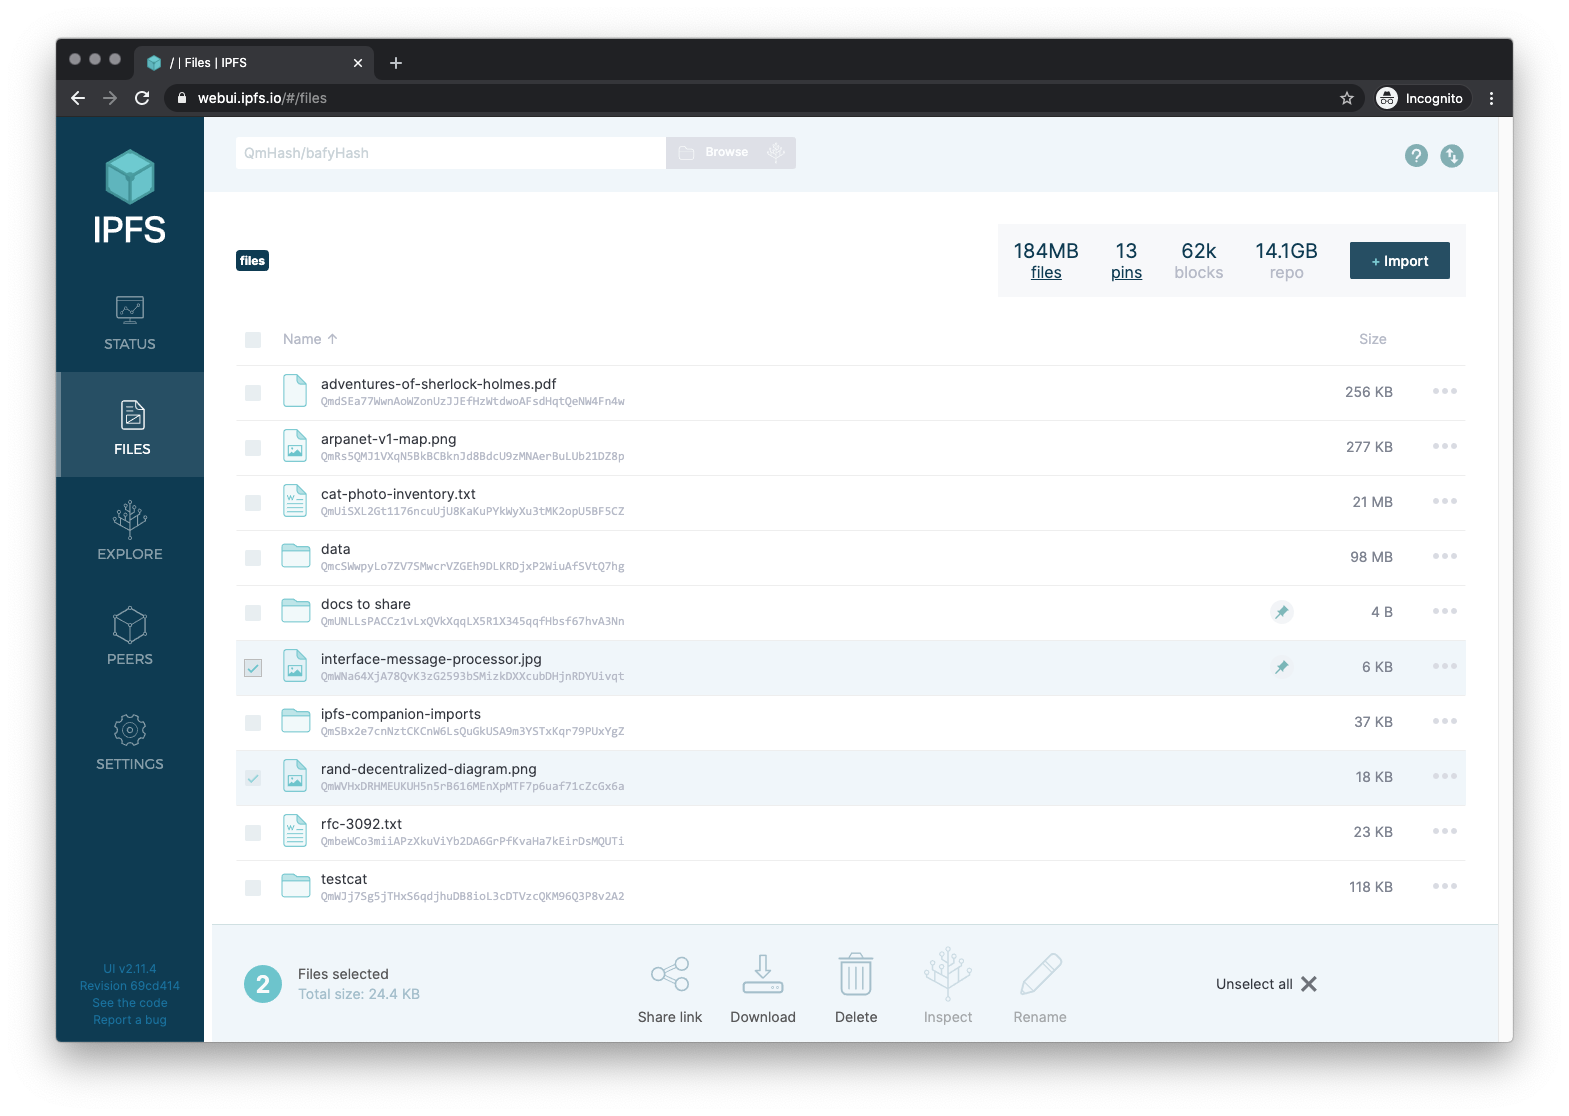 / | Files | IPFS
webui.ipfs.io/#/files
Incognito
IPFS
STATUS
FILES
EXPLORE
PEERS
SETTINGS
UI v2.11.4
Revision 69cd414
See the code
Report a bug
QmHash/bafyHash
Browse
?
files
184MB files
13 pins
62k blocks
14.1GB repo
+ Import
Name ↑ Size
adventures-of-sherlock-holmes.pdf 256 KB
QmdSEa77WwnAoWZonUzJJEfHzWtdwoAFsdHqtQeNW4Fn4w
arpanet-v1-map.png 277 KB
QmRs5QMJ1VXqN5BkBCBknJd8BdcU9zMNAerBuLUb21DZ8p
cat-photo-inventory.txt 21 MB
QmUiSXL2Gt1176ncuUjU8KaKuPYkWyXu3tMK2opU5BF5CZ
data 98 MB
QmcSWwpyLo7ZV7SMwcrVZGEh9DLKRDjxP2WiuAfSVtQ7hg
docs to share 4 B
QmUNLLsPACCz1vLxQVkXqqLX5R1X345qqfHbsf67hvA3Nn
interface-message-processor.jpg 6 KB
QmWNa64XjA78QvK3zG2593bSMizkDXXcubDHjnRDYUivqt
ipfs-companion-imports 37 KB
QmSBx2e7cnNztCKCnW6LsQuGkUSA9m3YSTxKqr79PUxYgZ
rand-decentralized-diagram.png 18 KB
QmWVHxDRHMEUKUH5n5rB616MEnXpMTF7p6uaf71cZcGx6a
rfc-3092.txt 23 KB
QmbeWCo3miiAPzXkuViYb2DA6GrPfKvaHa7kEirDsMQUTi
testcat 118 KB
QmWJj7Sg5jTHxS6qdjhuDB8ioL3cDTVzcQKM96Q3P8v2A2
2
Files selected
Total size: 24.4 KB
Share link
Download
Delete
Inspect
Rename
Unselect all